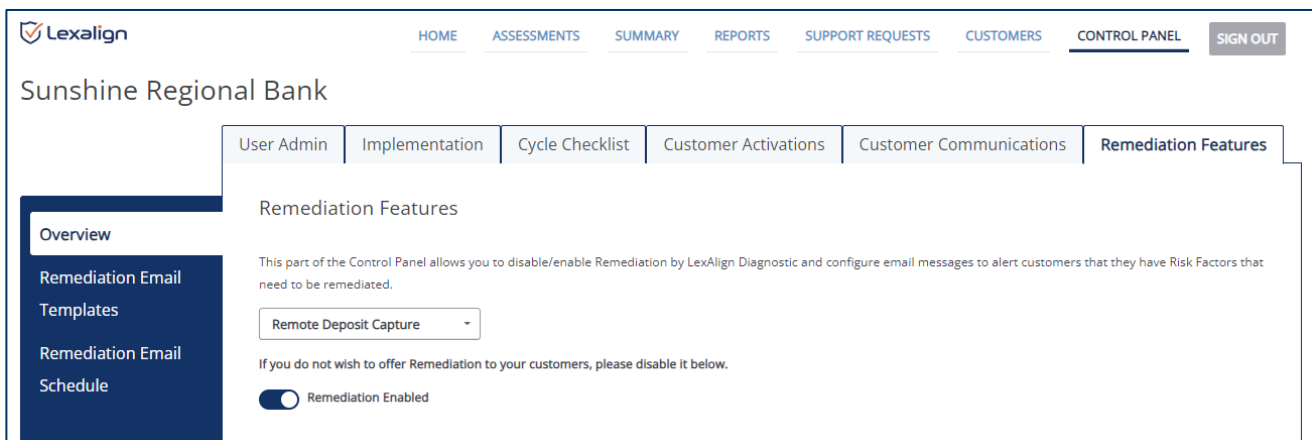 Lexalign
HOME ASSESSMENTS SUMMARY REPORTS SUPPORT REQUESTS CUSTOMERS CONTROL PANEL SIGN OUT
Sunshine Regional Bank
User Admin Implementation Cycle Checklist Customer Activations Customer Communications Remediation Features
Overview
Remediation Email
Templates
Remediation Email
Schedule
Remediation Features
This part of the Control Panel allows you to disable/enable Remediation by LexAlign Diagnostic and configure email messages to alert customers that they have Risk Factors that
need to be remediated.
Remote Deposit Capture
If you do not wish to offer Remediation to your customers, please disable it below.
Remediation Enabled